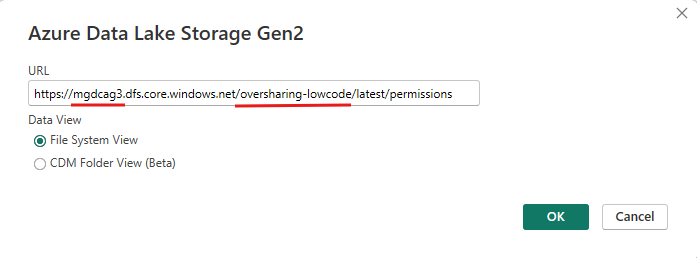 Azure Data Lake Storage Gen2
URL
https://mgdcag3.dfs.core.windows.net/oversharing-lowcode/latest/permissions
Data View
File System View
CDM Folder View (Beta)
OK Cancel